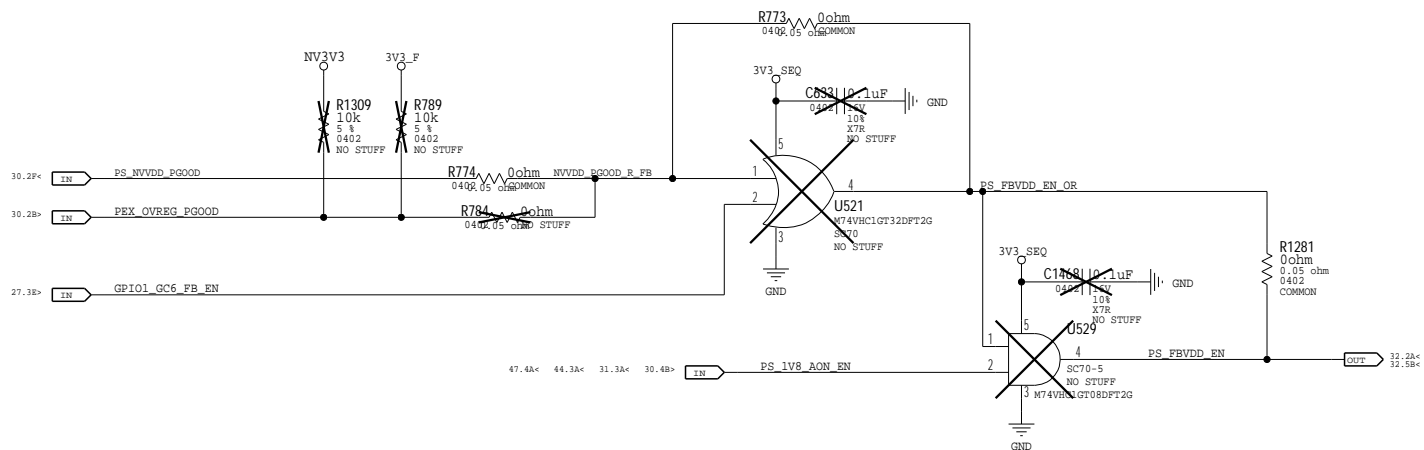 R773 0ohm
0402 0.05 ohm COMMON
NV3V3
3V3_F
3V3_SEQ
R1309
10k
5 %
0402
NO STUFF
R789
10k
5 %
0402
NO STUFF
C633 0.1uF
0402 16V
10%
X7R
NO STUFF
GND
5
30.2F< IN PS_NVVDD_PGOOD
R774 0ohm
0402 0.05 ohm COMMON
NVVDD_PGOOD_R_FB
1
2
4
3
PS_FBVDD_EN_OR
U521
M74VHC1GT32DFT2G
SC70
NO STUFF
GND
30.2B> IN PEX_OVREG_PGOOD
R784 0ohm
0402 0.05 ohm NO STUFF
27.3E> IN GPIO1_GC6_FB_EN
3V3_SEQ
C1468 0.1uF
0402 16V
10%
X7R
NO STUFF
GND
R1281
0ohm
0.05 ohm
0402
COMMON
U529
5
1
2
4
3
SC70-5
NO STUFF
M74VHC1GT08DFT2G
GND
47.4A< 44.3A< 31.3A< 30.4B> IN PS_1V8_AON_EN
PS_FBVDD_EN
OUT 32.2A<
32.5B<